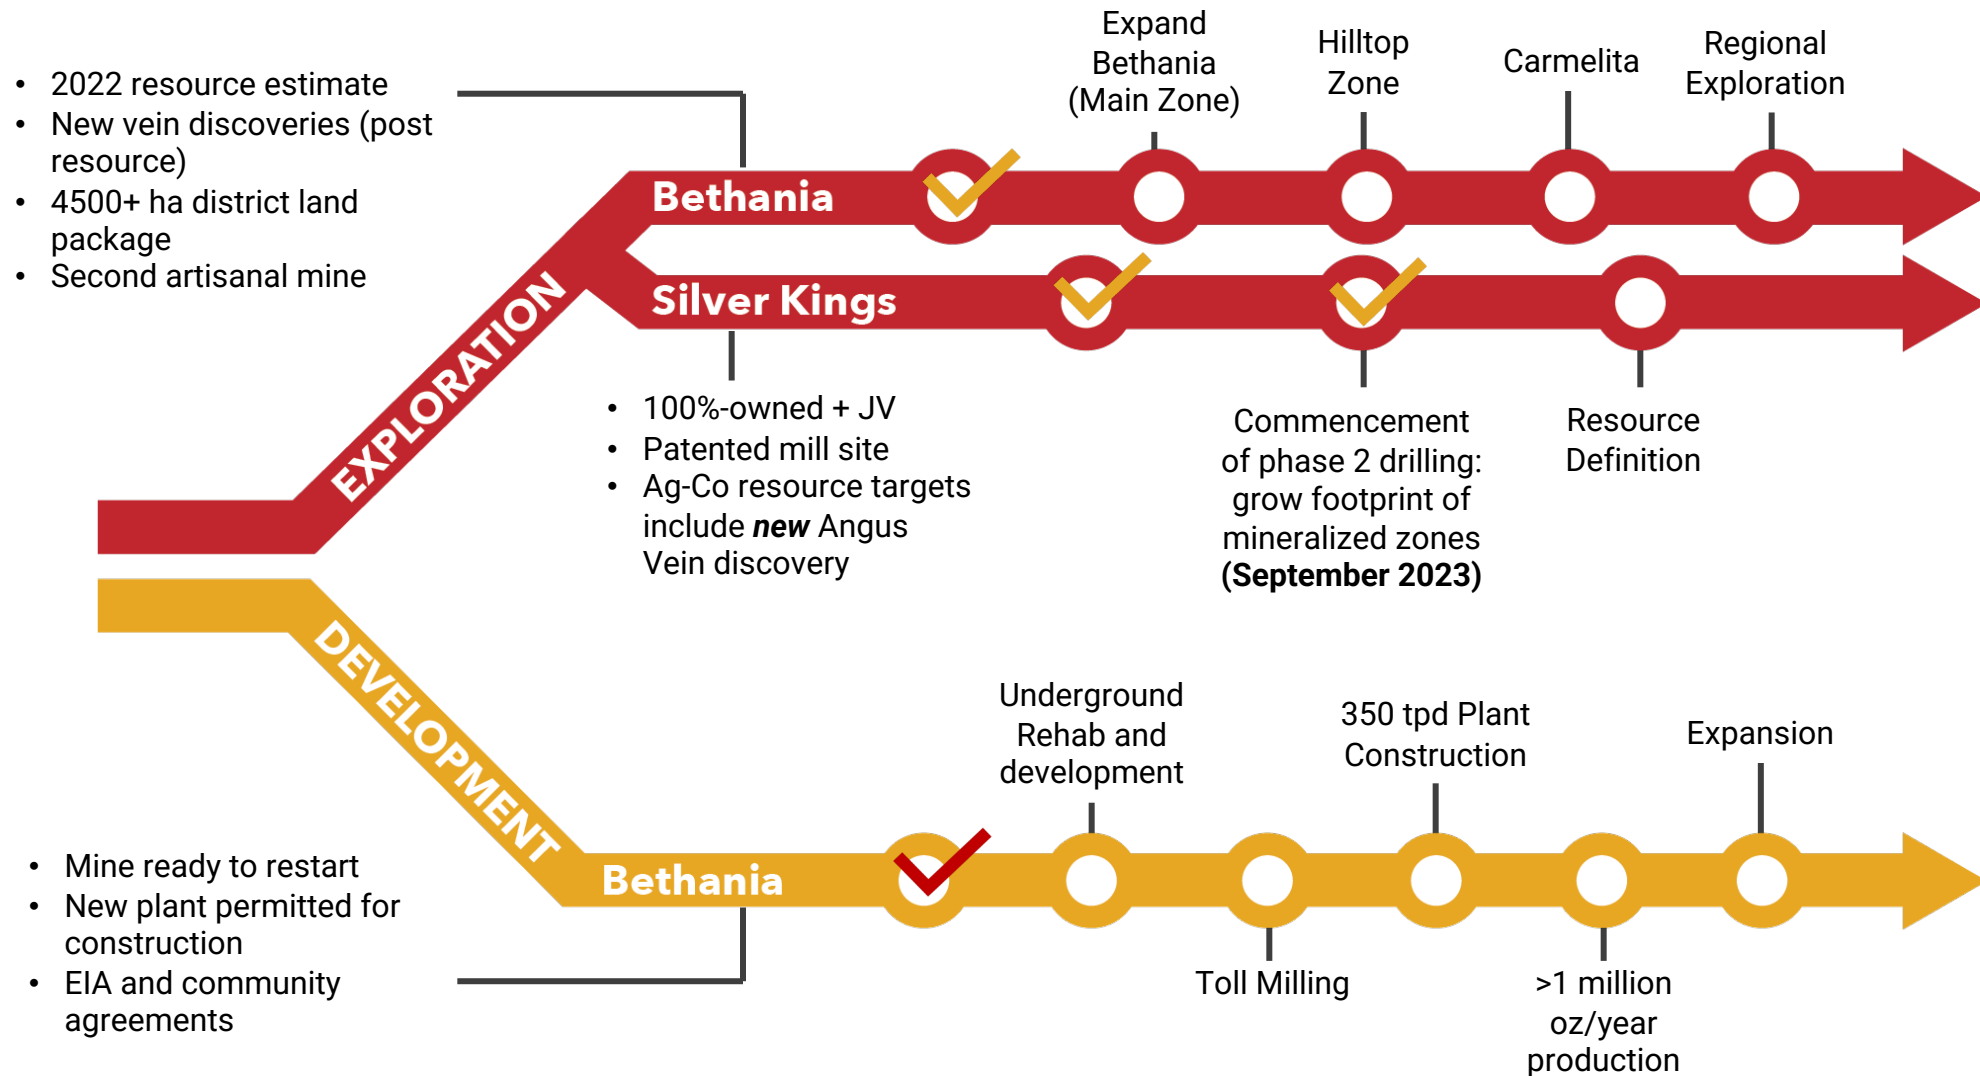 • 2022 resource estimate
• New vein discoveries (post
resource)
• 4500+ ha district land
package
• Second artisanal mine
Expand
Bethania
(Main Zone)
Hilltop
Zone
Carmelita
Regional
Exploration
Bethania
Silver Kings
EXPLORATION
• 100%-owned + JV
• Patented mill site
• Ag-Co resource targets
include new Angus
Vein discovery
Commencement
of phase 2 drilling:
grow footprint of
mineralized zones
(September 2023)
Resource
Definition
DEVELOPMENT
Underground
Rehab and
development
350 tpd Plant
Construction
Expansion
Bethania
• Mine ready to restart
• New plant permitted for
construction
• EIA and community
agreements
Toll Milling
>1 million
oz/year
production